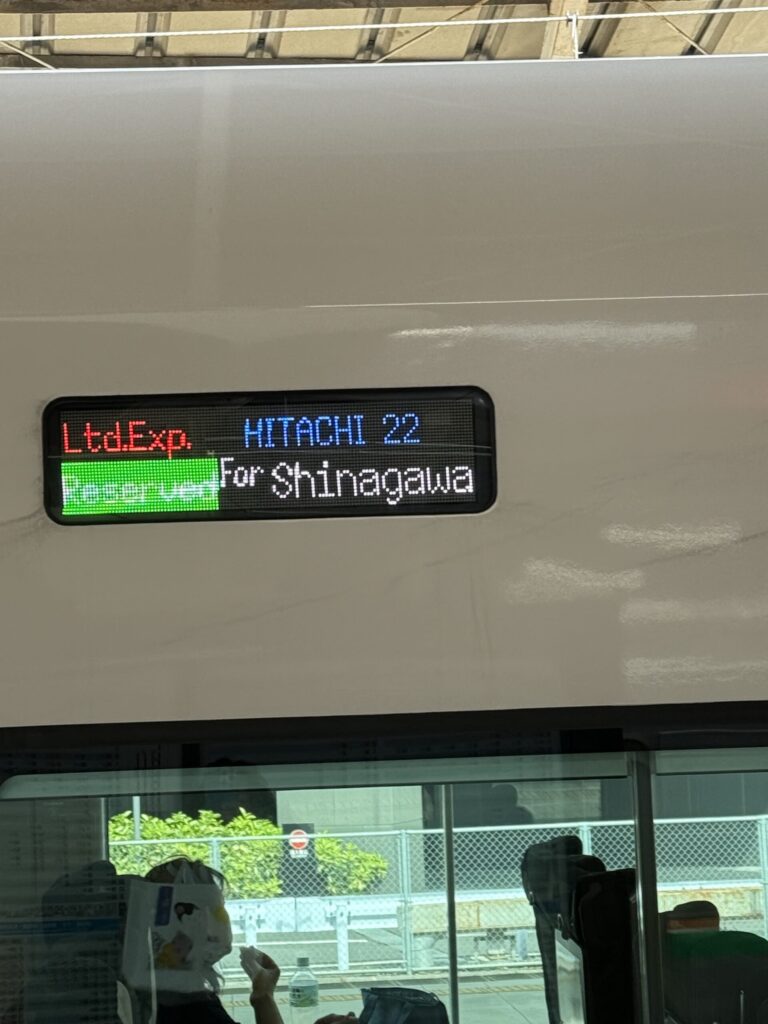 Ltd.Exp. HITACHI 22
Reserved For Shinagawa